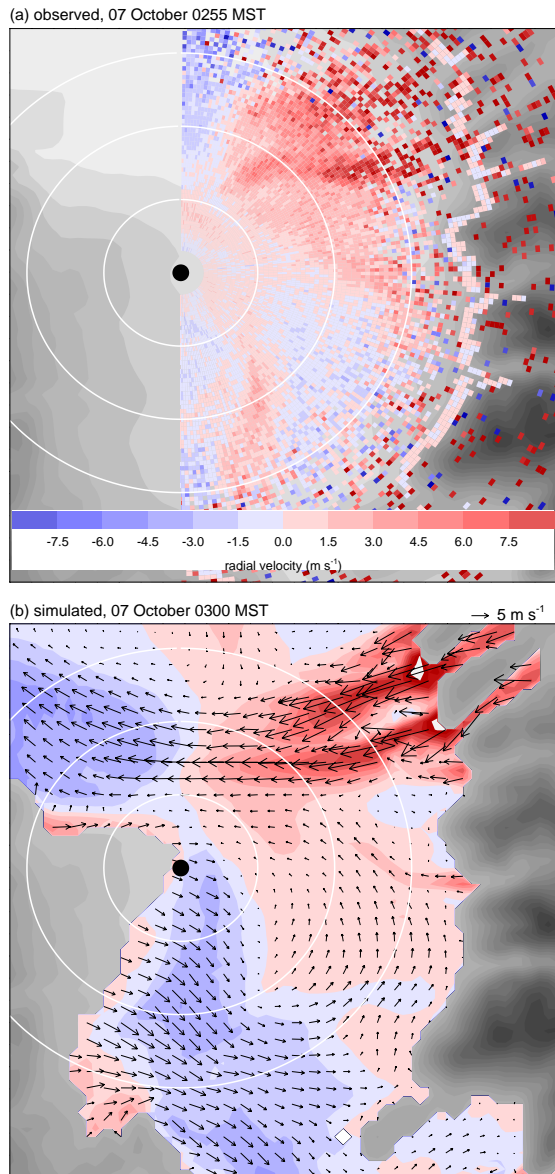 (a) observed, 07 October 0255 MST
-7.5 -6.0 -4.5 -3.0 -1.5 0.0 1.5 3.0 4.5 6.0 7.5
radial velocity (m s⁻¹)
(b) simulated, 07 October 0300 MST
5 m s⁻¹